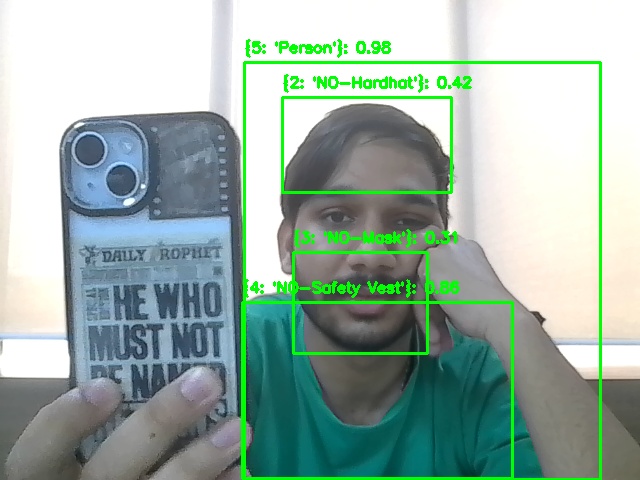 {5: 'Person'}: 0.98
{2: 'NO-Hardhat'}: 0.42
{3: 'NO-Mask'}: 0.31
{4: 'NO-Safety Vest'}: 0.86
DAILY PROPHET
HE WHO
MUST NOT
BE NAMED